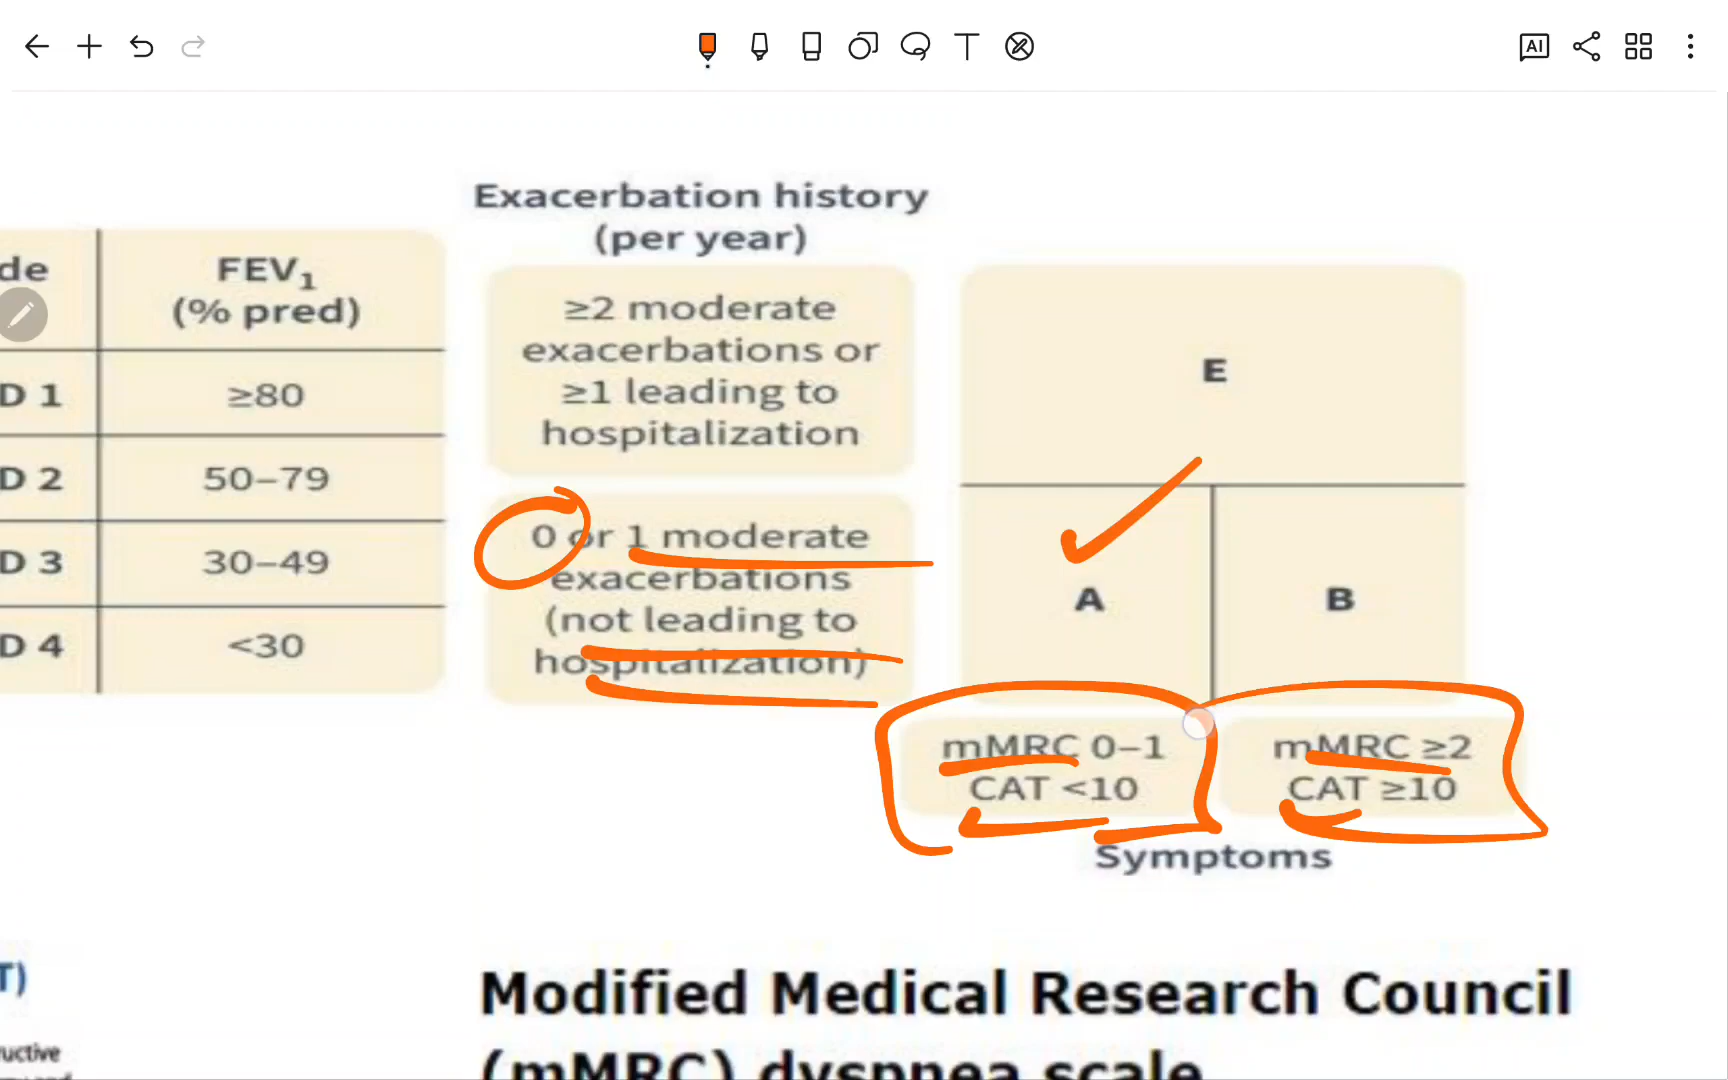 AI
Exacerbation history
(per year)
de
FEV₁
(% pred)
D 1
≥80
D 2
50–79
D 3
30–49
D 4
<30
≥2 moderate
exacerbations or
≥1 leading to
hospitalization
0 or 1 moderate
exacerbations
(not leading to
hospitalization)
E
A
B
mMRC 0–1
CAT <10
mMRC ≥2
CAT ≥10
Symptoms
T)
uctive
Modified Medical Research Council
(mMRC) dyspnea scale